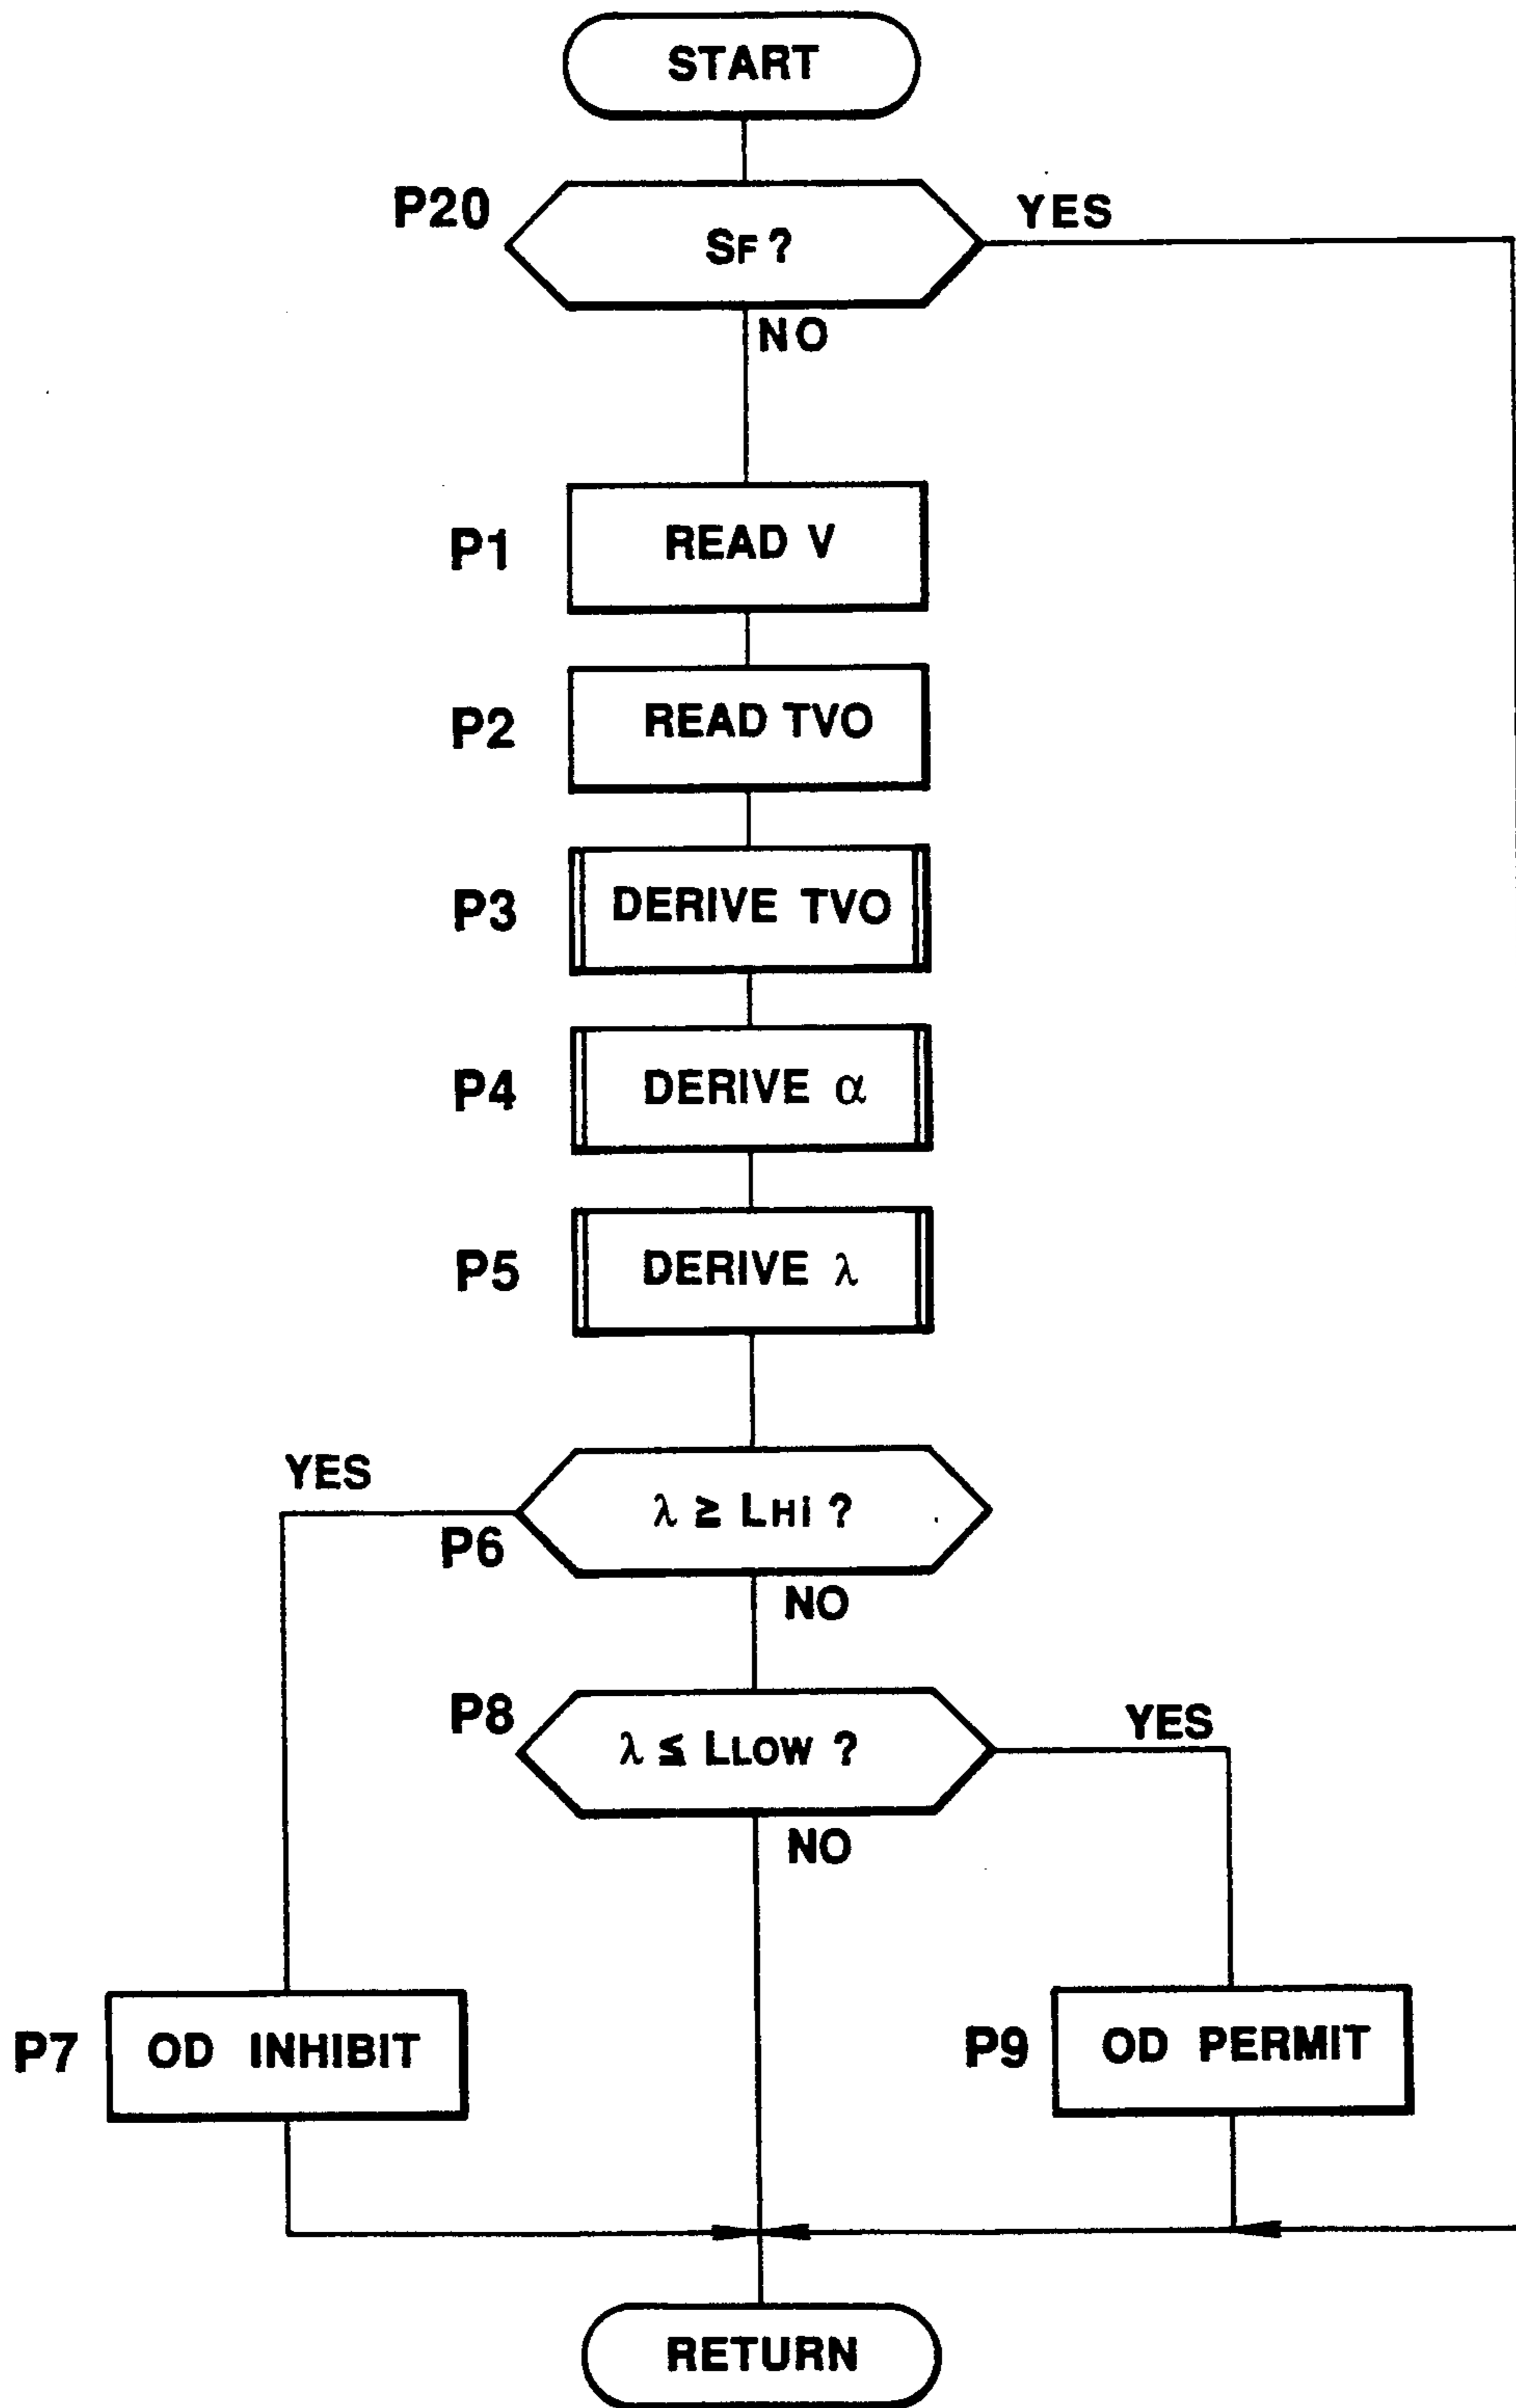 START
P20
SF ?
YES
NO
P1
READ V
P2
READ TVO
P3
DERIVE TVO
P4
DERIVE α
P5
DERIVE λ
YES
λ ≥ LHI ?
P6
NO
P8
λ ≦ LLOW ?
YES
NO
P7
OD INHIBIT
P9
OD PERMIT
RETURN